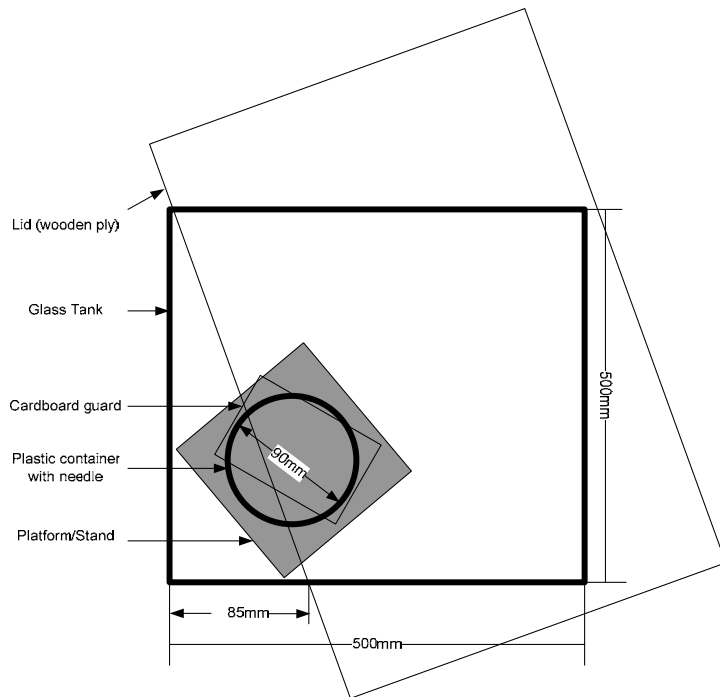 Lid (wooden ply)
Glass Tank
500mm
Cardboard guard
90mm
Plastic container
with needle
Platform/Stand
85mm
500mm